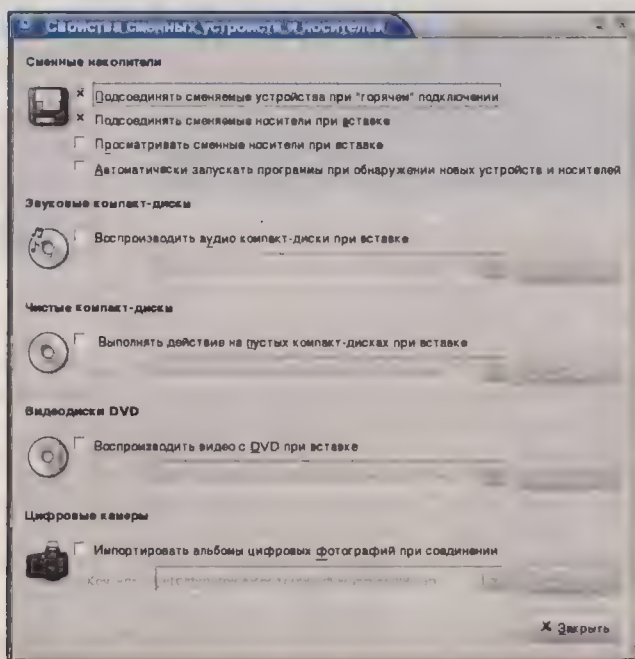 Свойства сменных устройств и носителей
Сменные накопители
Подсоединять сменяемые устройства при "горячем" подключении
Подсоединять сменяемые носители при вставке
Просматривать сменные носители при вставке
Автоматически запускать программы при обнаружении новых устройств и носителей
Звуковые компакт-диски
Воспроизводить аудио компакт-диски при вставке
Чистые компакт-диски
Выполнять действие на пустых компакт-дисках при вставке
Видеодиски DVD
Воспроизводить видео с DVD при вставке
Цифровые камеры
Импортировать альбомы цифровых фотографий при соединении
Закрыть